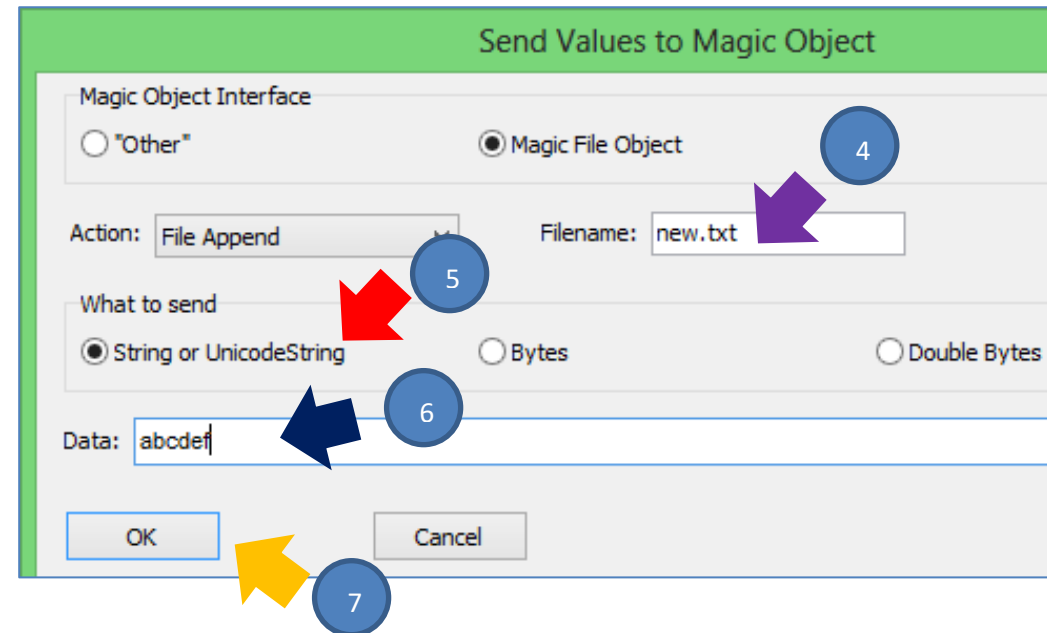 Send Values to Magic Object
Magic Object Interface
"Other" Magic File Object
4
Action: File Append Filename: new.txt
5
What to send
String or UnicodeString Bytes Double Bytes
6
Data: abcdef
OK Cancel
7